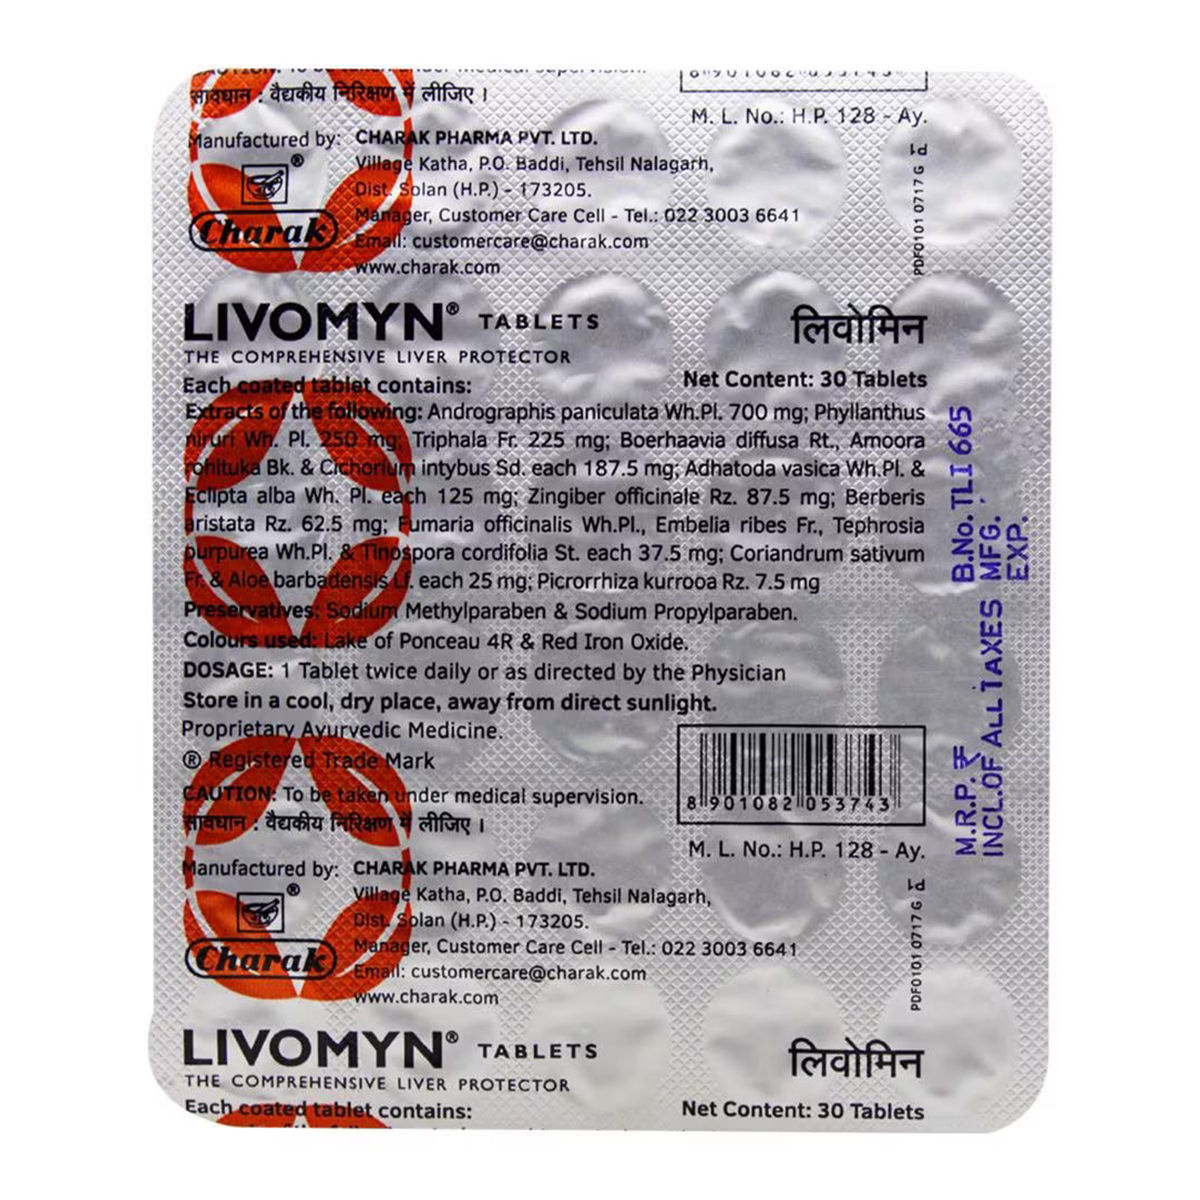 सावधान : वैद्यकीय निरिक्षण में लीजिए ।
M. L. No.: H.P. 128 - Ay.
Manufactured by: CHARAK PHARMA PVT. LTD.
Village Katha, P.O. Baddi, Tehsil Nalagarh,
Dist. Solan (H.P.) - 173205.
Manager, Customer Care Cell - Tel.: 022 3003 6641
Email: customercare@charak.com
www.charak.com
®
Charak
PDF0101 0717 G P1
LIVOMYN® TABLETS
लिवोमिन
THE COMPREHENSIVE LIVER PROTECTOR
Each coated tablet contains:
Net Content: 30 Tablets
Extracts of the following: Andrographis paniculata Wh.Pl. 700 mg; Phyllanthus
niruri Wh. Pl. 250 mg; Triphala Fr. 225 mg; Boerhaavia diffusa Rt., Amoora
rohituka Bk. & Cichorium intybus Sd. each 187.5 mg; Adhatoda vasica Wh.Pl. &
Eclipta alba Wh. Pl. each 125 mg; Zingiber officinale Rz. 87.5 mg; Berberis
aristata Rz. 62.5 mg; Fumaria officinalis Wh.Pl., Embelia ribes Fr., Tephrosia
purpurea Wh.Pl. & Tinospora cordifolia St. each 37.5 mg; Coriandrum sativum
Fr. & Aloe barbadensis Lf. each 25 mg; Picrorrhiza kurrooa Rz. 7.5 mg
Preservatives: Sodium Methylparaben & Sodium Propylparaben.
Colours used: Lake of Ponceau 4R & Red Iron Oxide.
DOSAGE: 1 Tablet twice daily or as directed by the Physician
Store in a cool, dry place, away from direct sunlight.
Proprietary Ayurvedic Medicine.
® Registered Trade Mark
CAUTION: To be taken under medical supervision.
सावधान : वैद्यकीय निरिक्षण में लीजिए ।
8 901082 053743
M. L. No.: H.P. 128 - Ay.
B.No. TLI 665
MFG.
EXP.
M.R.P. ₹
INCL.OF ALL TAXES
Manufactured by: CHARAK PHARMA PVT. LTD.
Village Katha, P.O. Baddi, Tehsil Nalagarh,
Dist. Solan (H.P.) - 173205.
Manager, Customer Care Cell - Tel.: 022 3003 6641
Email: customercare@charak.com
www.charak.com
®
Charak
PDF0101 0717 G P1
LIVOMYN® TABLETS
लिवोमिन
THE COMPREHENSIVE LIVER PROTECTOR
Each coated tablet contains:
Net Content: 30 Tablets